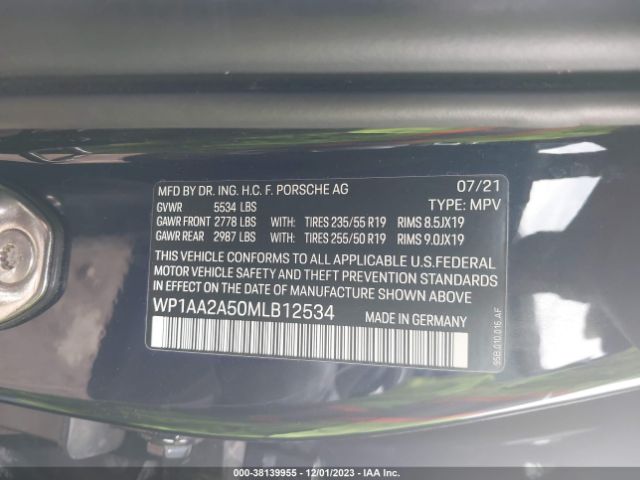 MFD BY DR. ING. H.C. F. PORSCHE AG 07/21
GVWR 5534 LBS TYPE: MPV
GAWR FRONT 2778 LBS WITH: TIRES 235/55 R19 RIMS 8.5JX19
GAWR REAR 2987 LBS WITH: TIRES 255/50 R19 RIMS 9.0JX19
THIS VEHICLE CONFORMS TO ALL APPLICABLE U.S.FEDERAL
MOTOR VEHICLE SAFETY AND THEFT PREVENTION STANDARDS
IN EFFECT ON THE DATE OF MANUFACTURE SHOWN ABOVE
WP1AA2A50MLB12534 MADE IN GERMANY
95B.010.016.AF
000-38139955 - 12/01/2023 - IAA Inc.